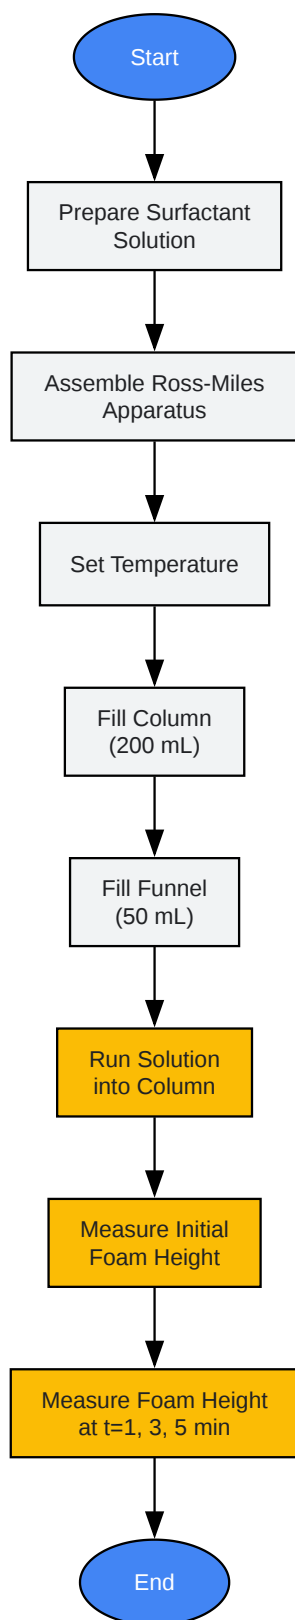 Start
Prepare Surfactant
Solution
Assemble Ross-Miles
Apparatus
Set Temperature
Fill Column
(200 mL)
Fill Funnel
(50 mL)
Run Solution
into Column
Measure Initial
Foam Height
Measure Foam Height
at t=1, 3, 5 min
End